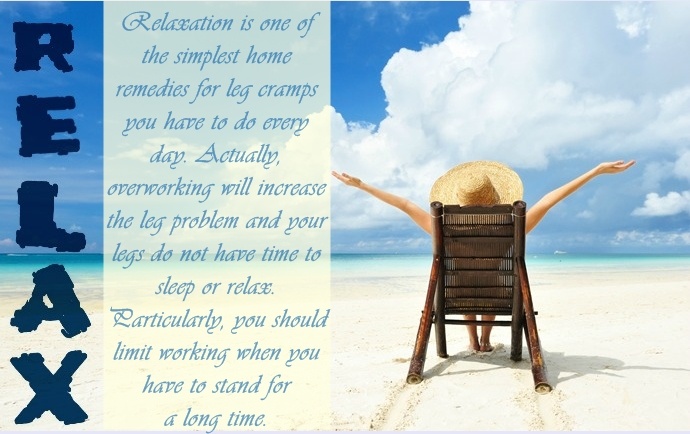 RELAX
Relaxation is one of
the simplest home
remedies for leg cramps
you have to do every
day. Actually,
overworking will increase
the leg problem and your
legs do not have time to
sleep or relax.
Particularly, you should
limit working when you
have to stand for
a long time.